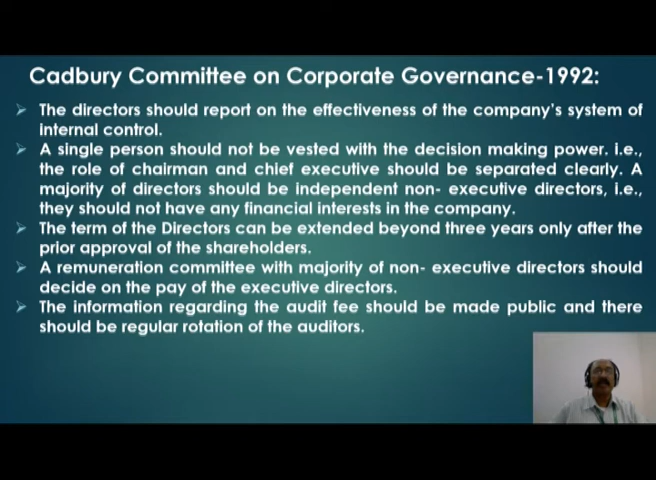 Cadbury Committee on Corporate Governance-1992:
The directors should report on the effectiveness of the company's system of
internal control.
A single person should not be vested with the decision making power. i.e.,
the role of chairman and chief executive should be separated clearly. A
majority of directors should be independent non- executive directors, i.e.,
they should not have any financial interests in the company.
The term of the Directors can be extended beyond three years only after the
prior approval of the shareholders.
A remuneration committee with majority of non- executive directors should
decide on the pay of the executive directors.
The information regarding the audit fee should be made public and there
should be regular rotation of the auditors.